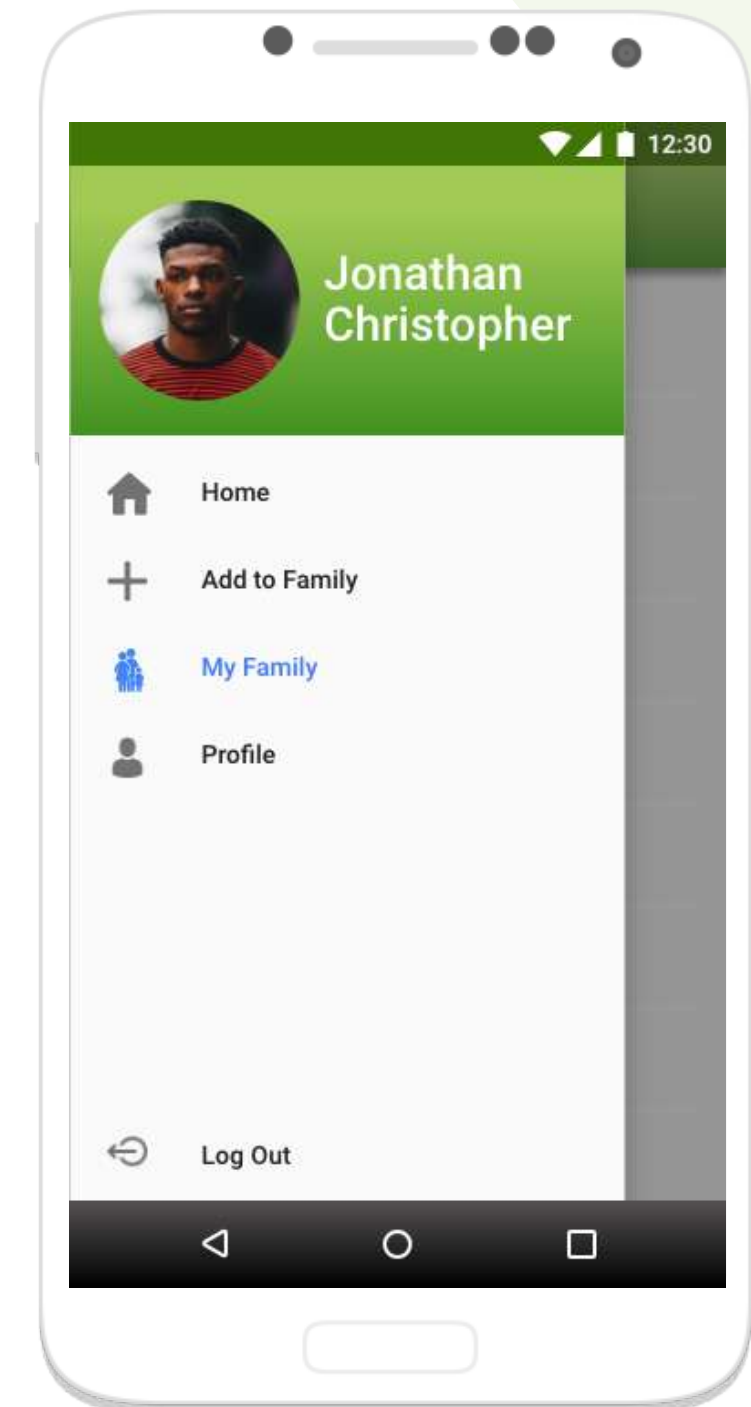 12:30
Jonathan
Christopher
Home
Add to Family
My Family
Profile
Log Out